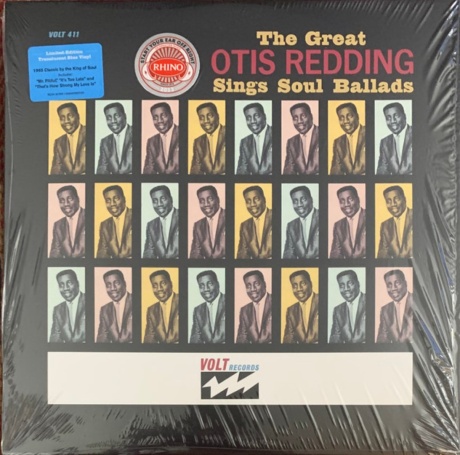 VOLT 411
Limited-Edition
Translucent Blue Vinyl
1965 Classic by the King of Soul
"Mr. Pitiful," "It's Too Late" and
"That's How Strong My Love Is"
START YOUR EAR OFF RIGHT
RHINO
The Great
OTIS REDDING
Sings Soul Ballads
VOLT RECORDS